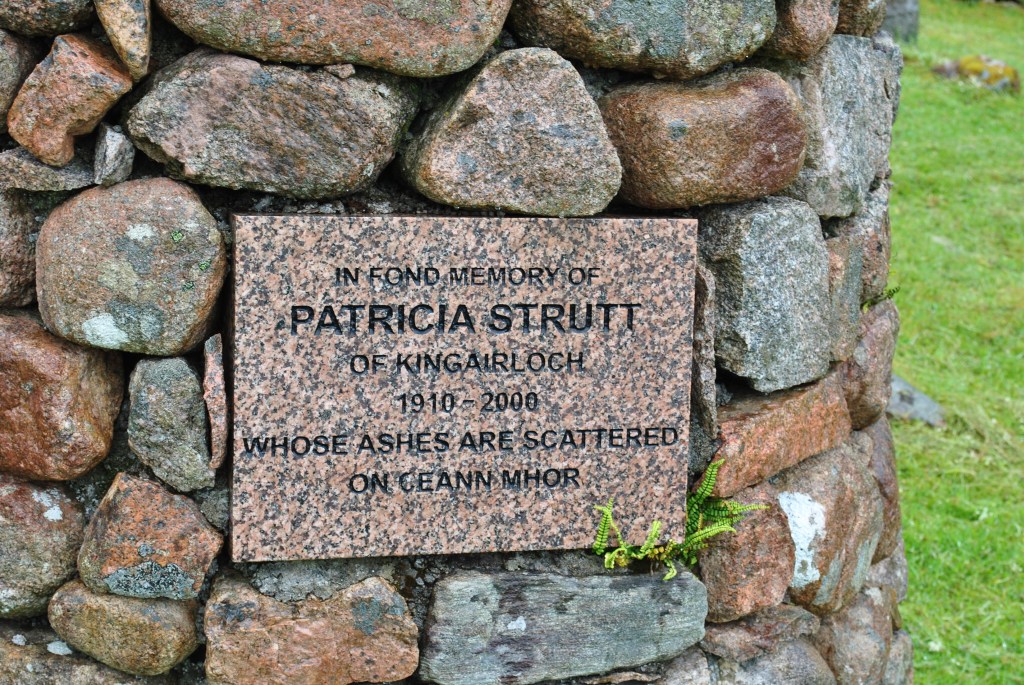 IN FOND MEMORY OF
PATRICIA STRUTT
OF KINGAIRLOCH
1910 - 2000
WHOSE ASHES ARE SCATTERED
ON CEANN MHOR